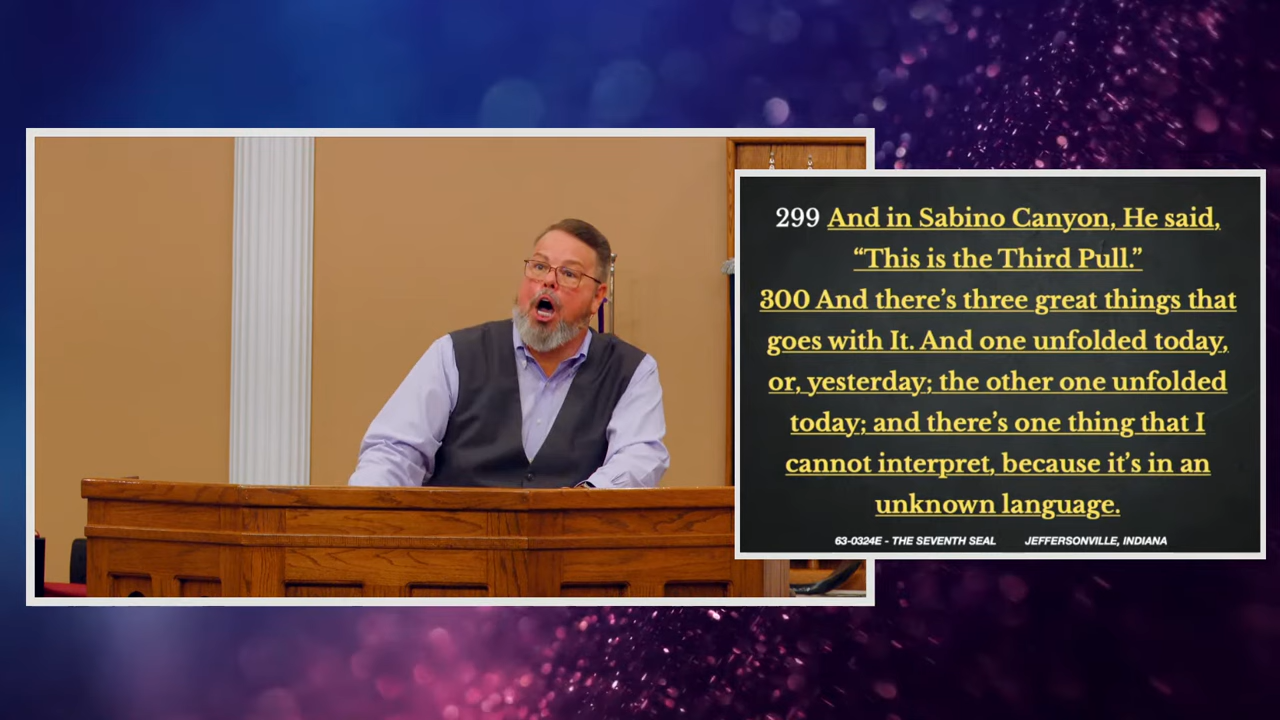 299 And in Sabino Canyon, He said,
“This is the Third Pull.”
300 And there’s three great things that
goes with It. And one unfolded today,
or, yesterday; the other one unfolded
today; and there’s one thing that I
cannot interpret, because it’s in an
unknown language.
63-0324E - THE SEVENTH SEAL JEFFERSONVILLE, INDIANA